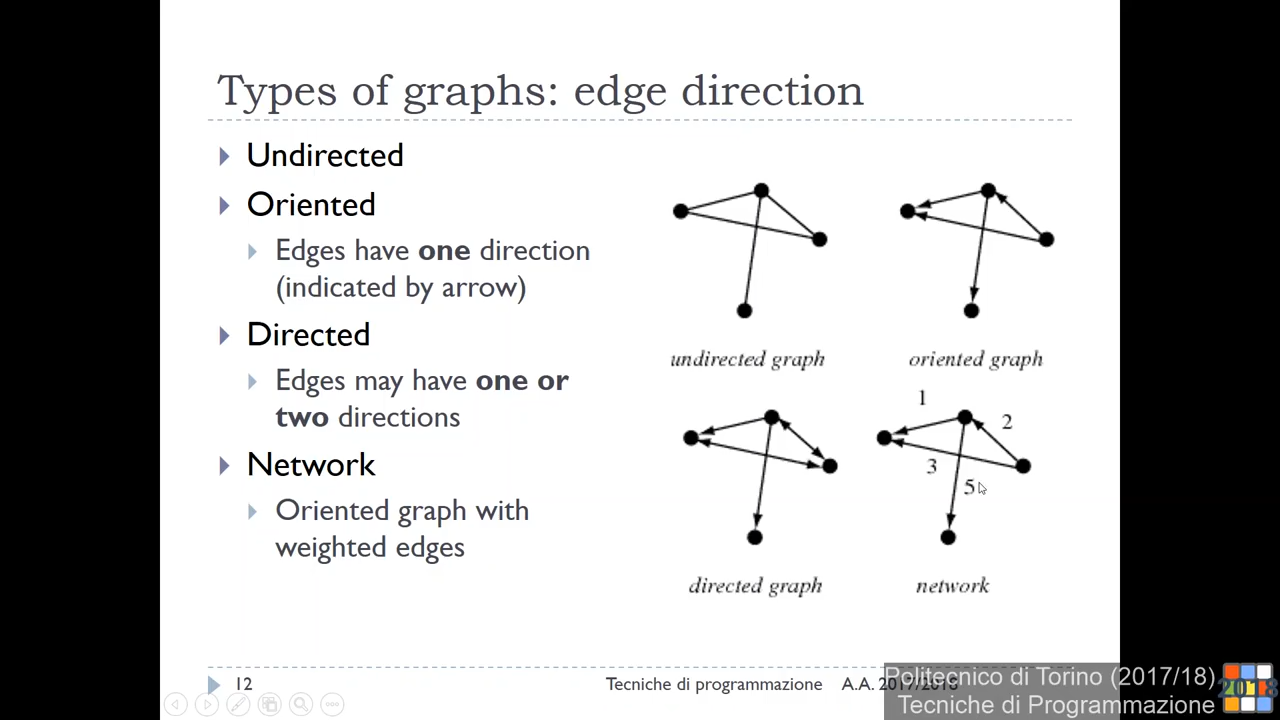 Types of graphs: edge direction
Undirected
Oriented
Edges have one direction
(indicated by arrow)
Directed
Edges may have one or
two directions
Network
Oriented graph with
weighted edges
undirected graph
oriented graph
1
2
3
5
directed graph
network
12
Tecniche di programmazione
A.A. 2017/2018
Politecnico di Torino (2017/18)
Tecniche di Programmazione
2018